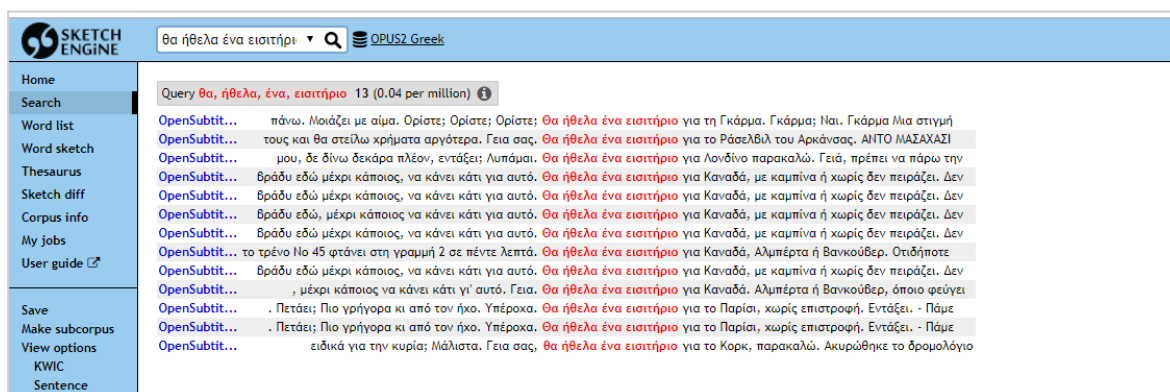 SKETCH ENGINE
θα ήθελα ένα εισιτήρι ▼ OPUS2 Greek
Home
Search
Word list
Word sketch
Thesaurus
Sketch diff
Corpus info
My jobs
User guide
Save
Make subcorpus
View options
KWIC
Sentence
Query θα, ήθελα, ένα, εισιτήριο 13 (0.04 per million) i
OpenSubtit... πάνω. Μοιάζει με αίμα. Ορίστε; Ορίστε; Ορίστε; Θα ήθελα ένα εισιτήριο για τη Γκάρμα. Γκάρμα; Ναι. Γκάρμα Μια στιγμή
OpenSubtit... τους και θα στείλω χρήματα αργότερα. Γεια σας. Θα ήθελα ένα εισιτήριο για το Ράσελβιλ του Αρκάνσας. ΑΝΤΟ ΜΑΣΑΧΑΣΙ
OpenSubtit... μου, δε δίνω δεκάρα πλέον, εντάξει; Λυπάμαι. Θα ήθελα ένα εισιτήριο για Λονδίνο παρακαλώ. Γειά, πρέπει να πάρω την
OpenSubtit... βράδυ εδώ μέχρι κάποιος, να κάνει κάτι για αυτό. Θα ήθελα ένα εισιτήριο για Καναδά, με καμπίνα ή χωρίς δεν πειράζει. Δεν
OpenSubtit... βράδυ εδώ μέχρι κάποιος, να κάνει κάτι για αυτό. Θα ήθελα ένα εισιτήριο για Καναδά, με καμπίνα ή χωρίς δεν πειράζει. Δεν
OpenSubtit... βράδυ εδώ, μέχρι κάποιος να κάνει κάτι για αυτό. Θα ήθελα ένα εισιτήριο για Καναδά, με καμπίνα ή χωρίς δεν πειράζει. Δεν
OpenSubtit... βράδυ εδώ μέχρι κάποιος, να κάνει κάτι για αυτό. Θα ήθελα ένα εισιτήριο για Καναδά, με καμπίνα ή χωρίς δεν πειράζει. Δεν
OpenSubtit... το τρένο Νο 45 φτάνει στη γραμμή 2 σε πέντε λεπτά. Θα ήθελα ένα εισιτήριο για Καναδά, Αλμπέρτα ή Βανκούβερ. Οτιδήποτε
OpenSubtit... βράδυ εδώ μέχρι κάποιος, να κάνει κάτι για αυτό. Θα ήθελα ένα εισιτήριο για Καναδά, με καμπίνα ή χωρίς δεν πειράζει. Δεν
OpenSubtit... , μέχρι κάποιος να κάνει κάτι γι' αυτό. Γεια. Θα ήθελα ένα εισιτήριο για Καναδά. Αλμπέρτα ή Βανκούβερ, όποιο φεύγει
OpenSubtit... . Πετάει; Πιο γρήγορα κι από τον ήχο. Υπέροχα. Θα ήθελα ένα εισιτήριο για το Παρίσι, χωρίς επιστροφή. Εντάξει. - Πάμε
OpenSubtit... . Πετάει; Πιο γρήγορα κι από τον ήχο. Υπέροχα. Θα ήθελα ένα εισιτήριο για το Παρίσι, χωρίς επιστροφή. Εντάξει. - Πάμε
OpenSubtit... ειδικά για την κυρία; Μάλιστα. Γεια σας, θα ήθελα ένα εισιτήριο για το Κορκ, παρακαλώ. Ακυρώθηκε το δρομολόγιο